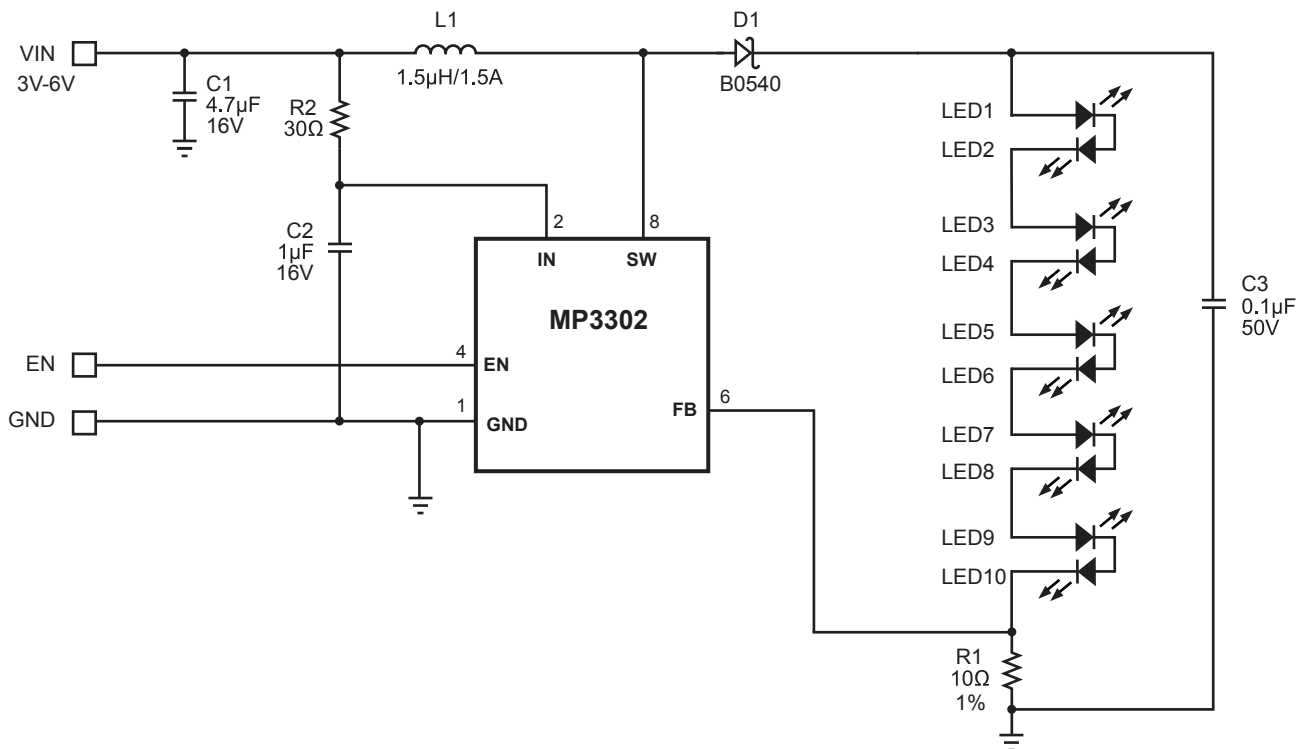 L1
D1
VIN
3V-6V
1.5µH/1.5A
B0540
C1
4.7µF
16V
R2
30Ω
LED1
LED2
2
8
C2
1µF
16V
IN
SW
LED3
LED4
C3
0.1µF
50V
MP3302
LED5
EN
4
EN
LED6
6
FB
GND
1
GND
LED7
LED8
LED9
LED10
R1
10Ω
1%